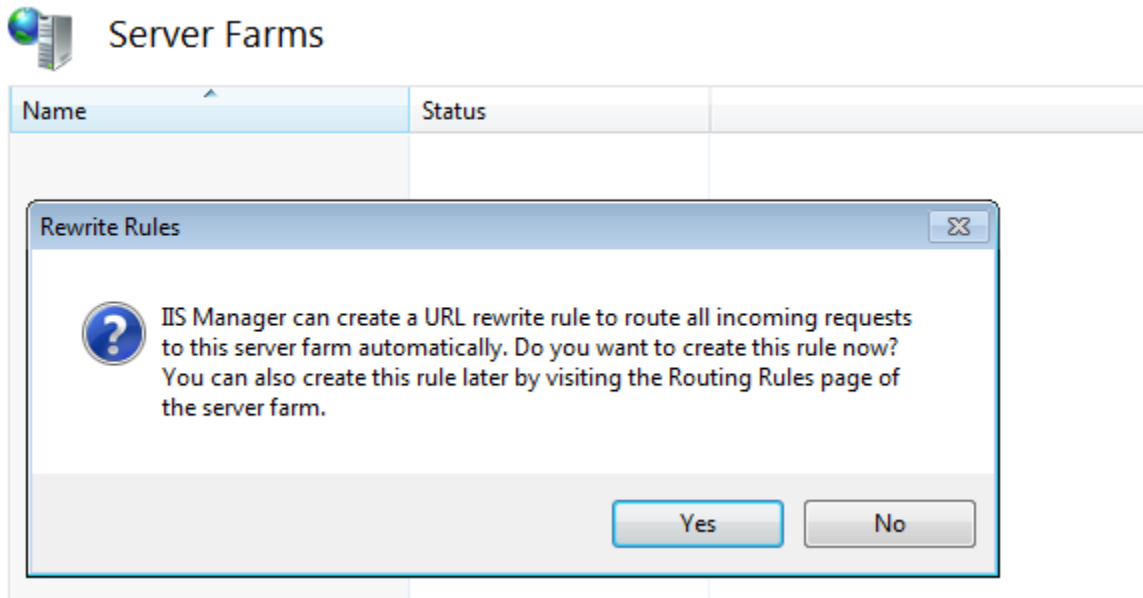 Server Farms
Name Status
Rewrite Rules
IIS Manager can create a URL rewrite rule to route all incoming requests
to this server farm automatically. Do you want to create this rule now?
You can also create this rule later by visiting the Routing Rules page of
the server farm.
Yes No